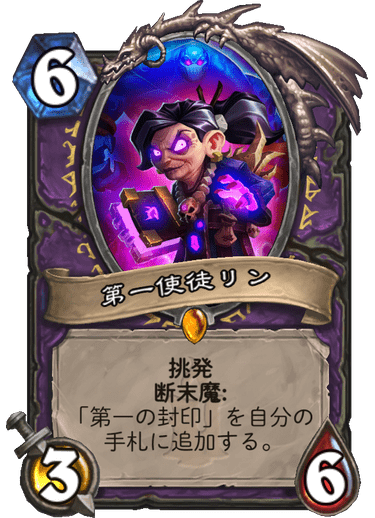 6
第一使徒リン
挑発
断末魔:
「第一の封印」を自分の
手札に追加する。
3
6